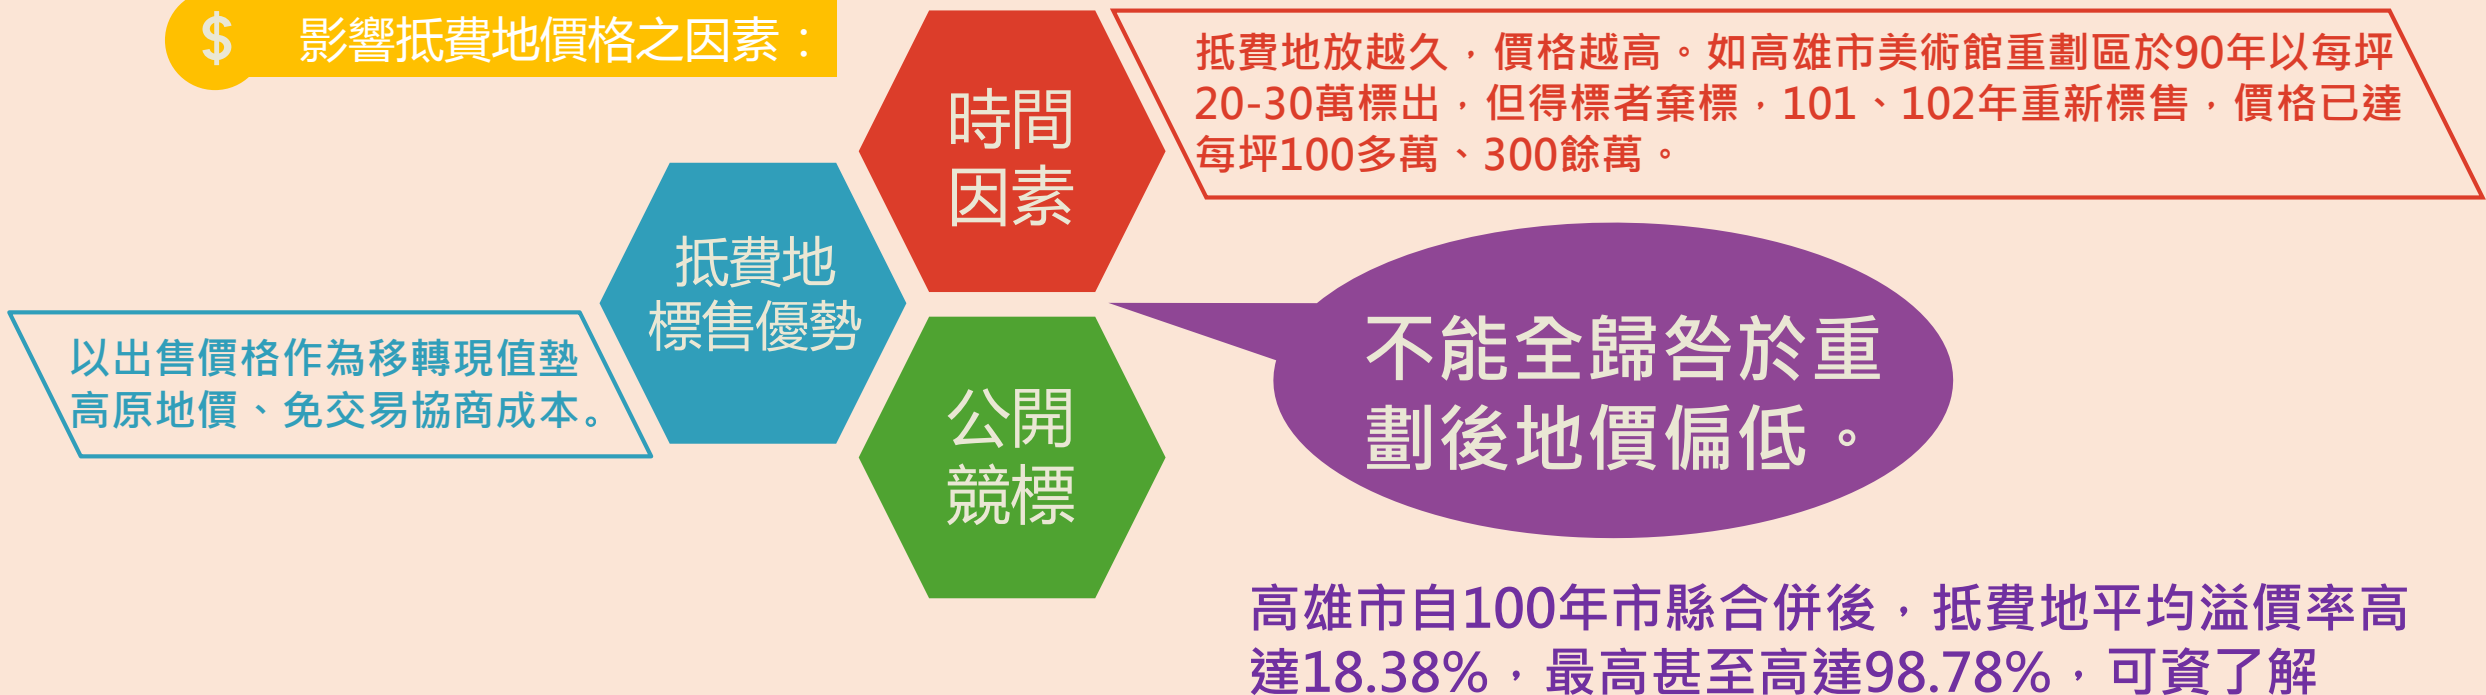 $
影響抵費地價格之因素：
時間
因素
抵費地放越久，價格越高。如高雄市美術館重劃區於90年以每坪
20-30萬標出，但得標者棄標，101、102年重新標售，價格已達
每坪100多萬、300餘萬。
抵費地
標售優勢
以出售價格作為移轉現值墊
高原地價、免交易協商成本。
公開
競標
不能全歸咎於重
劃後地價偏低。
高雄市自100年市縣合併後，抵費地平均溢價率高
達18.38%，最高甚至高達98.78%，可資了解